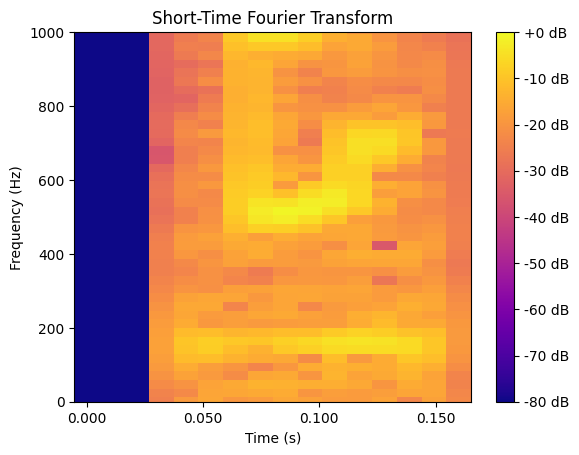 Short-Time Fourier Transform
Frequency (Hz)
1000
800
600
400
200
0
0.000
0.050
0.100
0.150
Time (s)
+0 dB
-10 dB
-20 dB
-30 dB
-40 dB
-50 dB
-60 dB
-70 dB
-80 dB